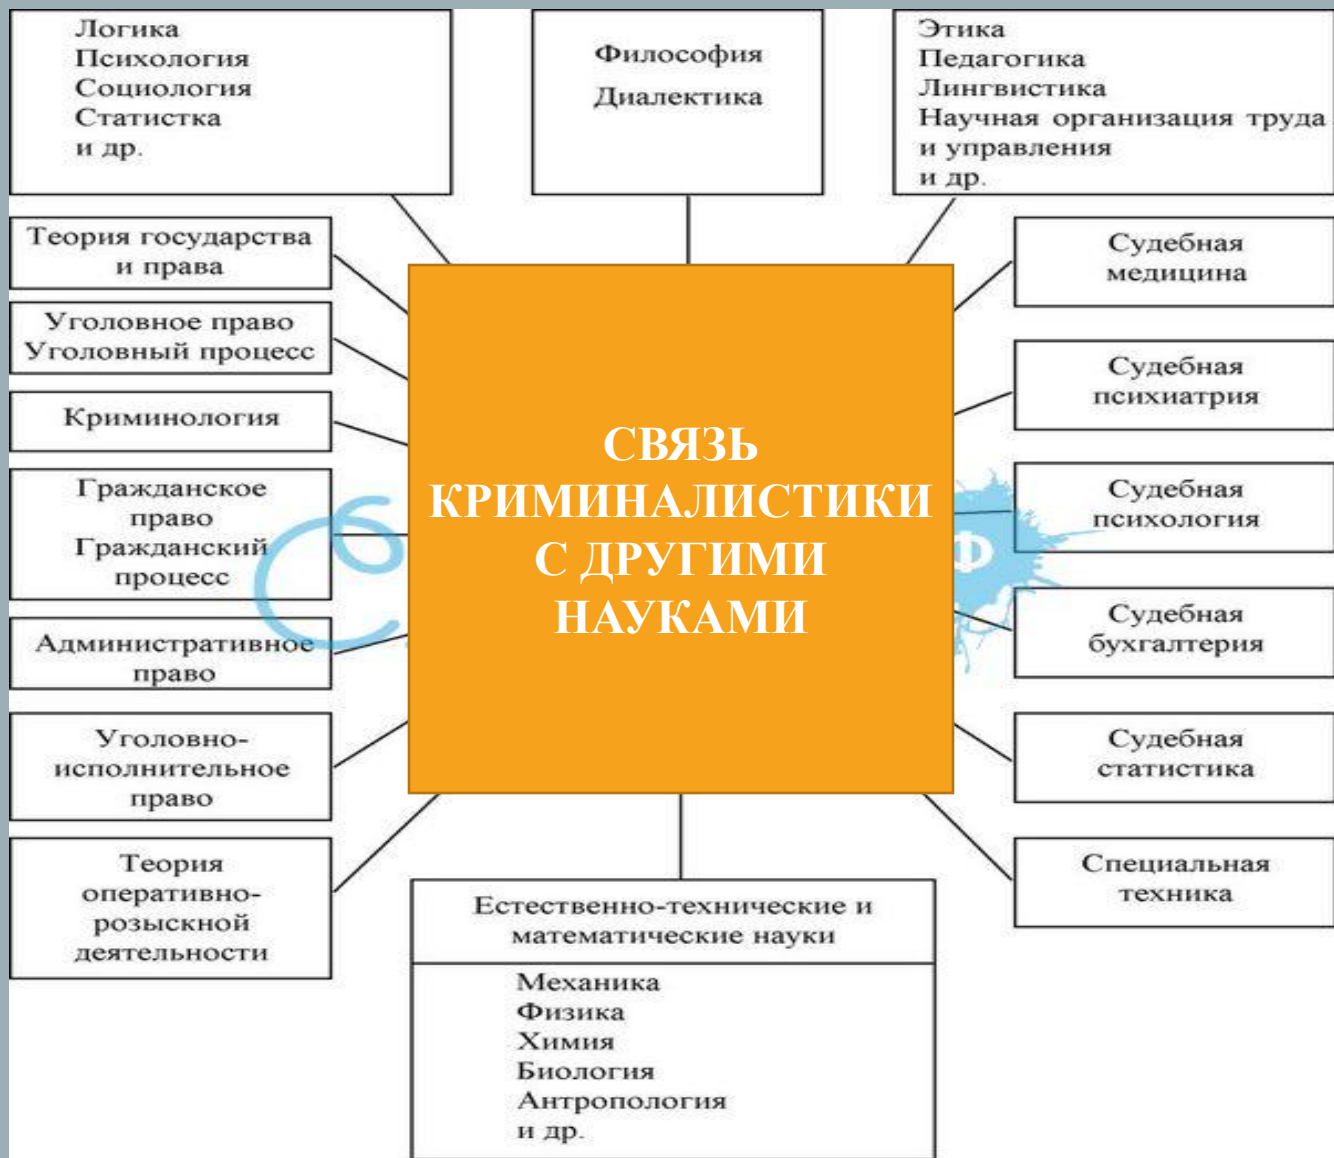 Логика
Психология
Социология
Статистка
и др.
Философия
Диалектика
Этика
Педагогика
Лингвистика
Научная организация труда
и управления
и др.
Теория государства
и права
Уголовное право
Уголовный процесс
Криминология
Гражданское
право
Гражданский
процесс
Административное
право
Уголовно-
исполнительное
право
Теория
оперативно-
розыскной
деятельности
СВЯЗЬ
КРИМИНАЛИСТИКИ
С ДРУГИМИ
НАУКАМИ
Ф
Судебная
медицина
Судебная
психиатрия
Судебная
психология
Судебная
бухгалтерия
Судебная
статистика
Специальная
техника
Естественно-технические и
математические науки
Механика
Физика
Химия
Биология
Антропология
и др.